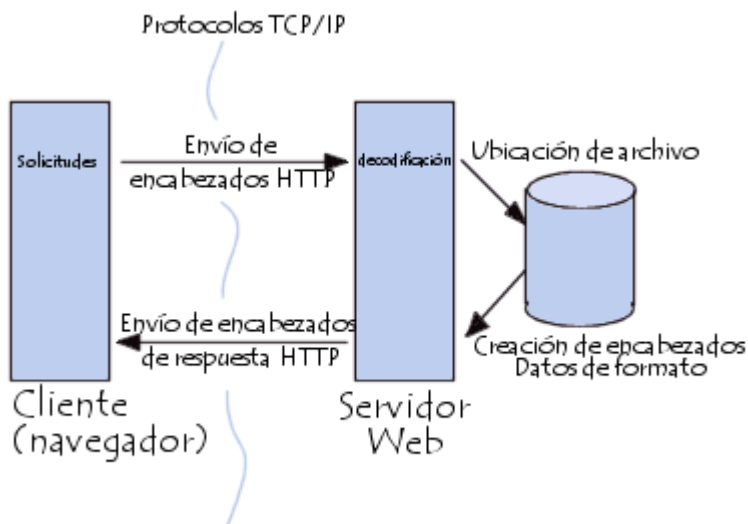 Protocolos TCP/IP
Solicitudes
Envío de
encabezados HTTP
decodificación
Ubicación de archivo
Envío de encabezados
de respuesta HTTP
Creación de encabezados
Datos de formato
Cliente
(navegador)
Servidor
Web